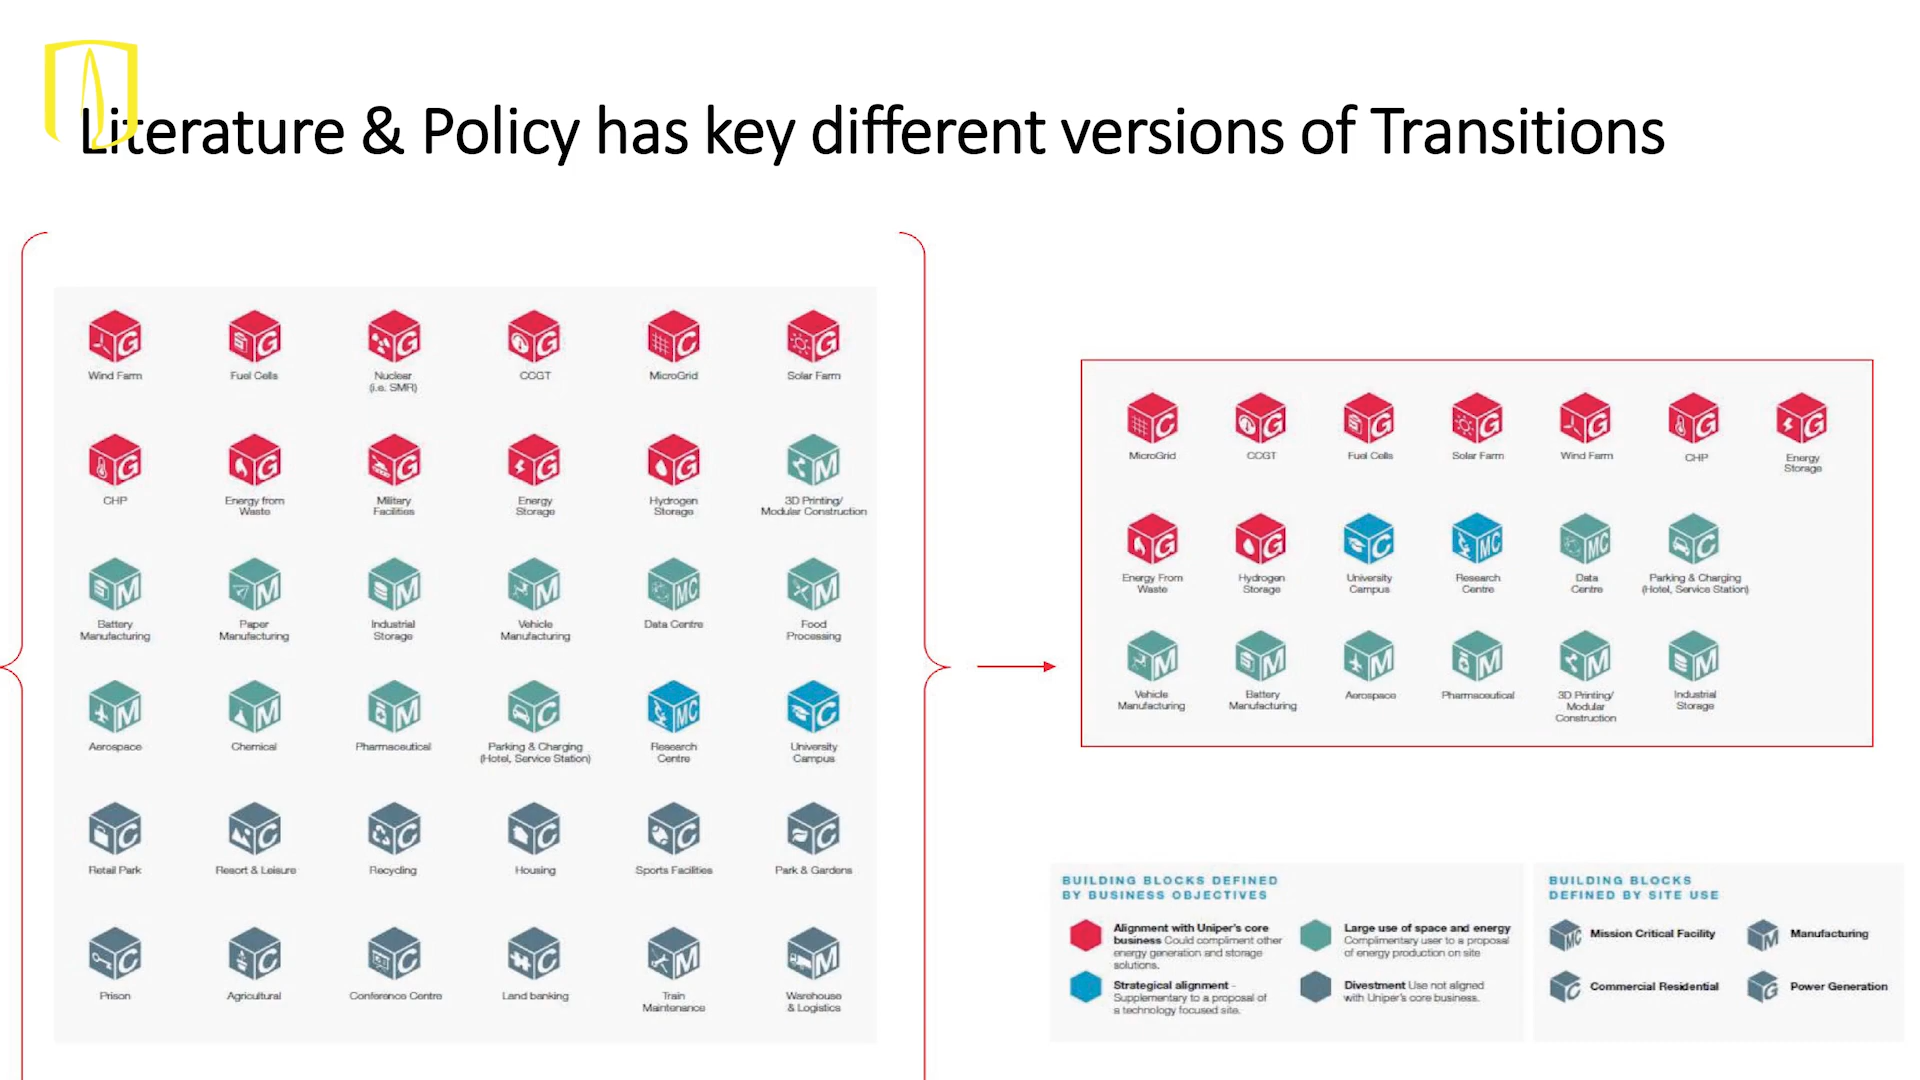 Literature & Policy has key different versions of Transitions
G G G G C G
Wind Farm Fuel Cells Nuclear CCGT MicroGrid Solar Farm
(i.e. SMR)
G G G G G M
CHP Energy from Military Energy Hydrogen 3D Printing/
Waste Facilities Storage Storage Modular Construction
M M M M MC M
Battery Paper Industrial Vehicle Data Centre Food
Manufacturing Manufacturing Storage Manufacturing Processing
M M M C MC C
Aerospace Chemical Pharmaceutical Parking & Charging Research University
(Hotel, Service Station) Centre Campus
C C C C C C
Retail Park Resort & Leisure Recycling Housing Sports Facilities Park & Gardens
C C C C M M
Prison Agricultural Conference Centre Land banking Train Warehouse
Maintenance & Logistics
C G G G G G G
MicroGrid CCGT Fuel Cells Solar Farm Wind Farm CHP Energy
Storage
G G C MC MC C
Energy From Hydrogen University Research Data Parking & Charging
Waste Storage Campus Centre Centre (Hotel, Service Station)
M M M M M M
Vehicle Battery Aerospace Pharmaceutical 3D Printing/ Industrial
Manufacturing Manufacturing Modular Storage
Construction
BUILDING BLOCKS DEFINED
BY BUSINESS OBJECTIVES
Alignment with Uniper's core
business Could compliment other
energy generation and storage
solutions.
Strategical alignment -
Supplementary to a proposal of
a technology focused site.
Large use of space and energy
Complimentary user to a proposal
of energy production on site
Divestment Use not aligned
with Uniper's core business.
BUILDING BLOCKS
DEFINED BY SITE USE
MC Mission Critical Facility
M Manufacturing
C Commercial Residential
G Power Generation